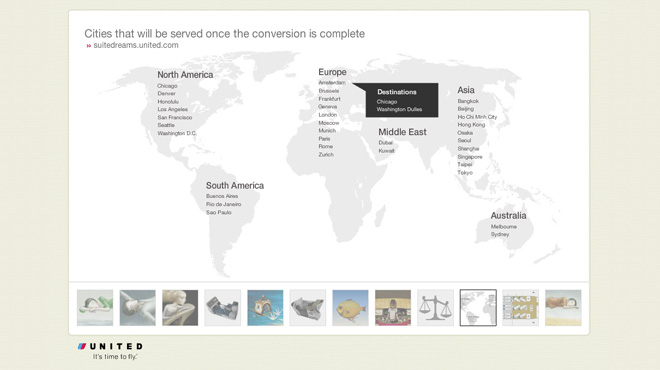 Cities that will be served once the conversion is complete
suitedreams.united.com
North America
Chicago
Denver
Honolulu
Los Angeles
San Francisco
Seattle
Washington D.C.
South America
Buenos Aires
Rio de Janeiro
Sao Paulo
Europe
Amsterdam
Brussels
Frankfurt
Geneva
London
Moscow
Munich
Paris
Rome
Zurich
Destinations
Chicago
Washington Dulles
Middle East
Dubai
Kuwait
Asia
Bangkok
Beijing
Ho Chi Minh City
Hong Kong
Osaka
Seoul
Shanghai
Singapore
Taipei
Tokyo
Australia
Melbourne
Sydney
UNITED
It's time to fly.